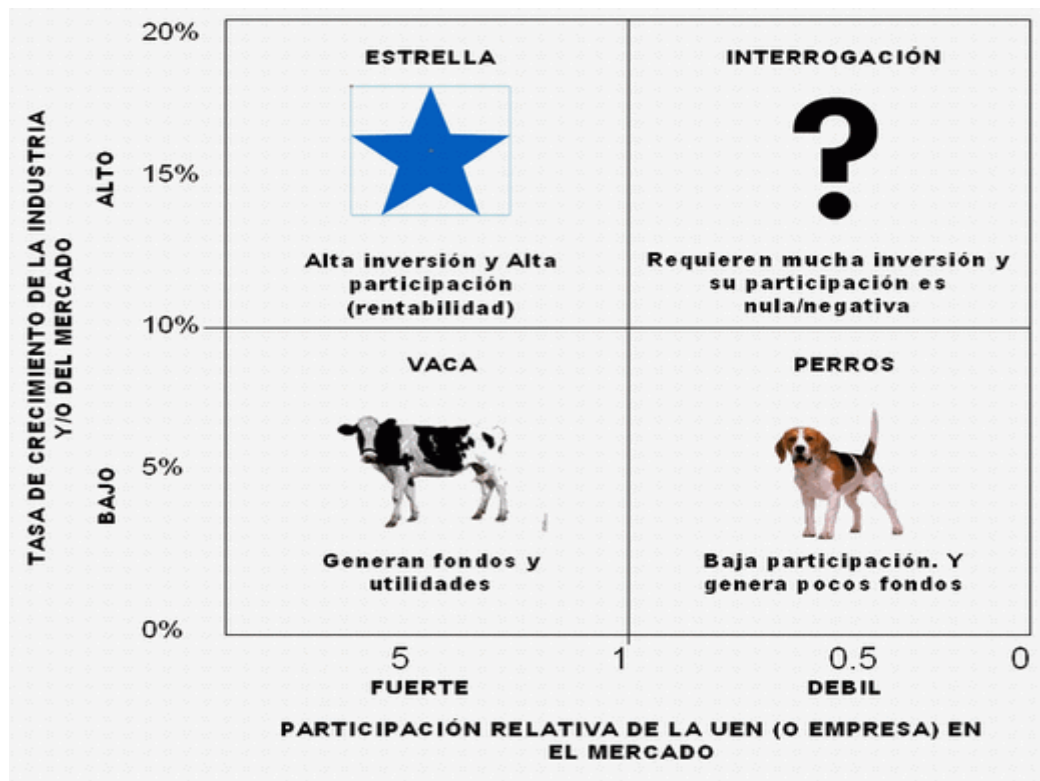 TASA DE CRECIMIENTO DE LA INDUSTRIA
Y/O DEL MERCADO
ALTO
BAJO
20%
15%
10%
5%
0%
ESTRELLA
Alta inversión y Alta
participación
(rentabilidad)
INTERROGACIÓN
?
Requieren mucha inversión y
su participación es
nula/negativa
VACA
Generan fondos y
utilidades
PERROS
Baja participación. Y
genera pocos fondos
5
1
0.5
0
FUERTE
DEBIL
PARTICIPACIÓN RELATIVA DE LA UEN (O EMPRESA) EN
EL MERCADO